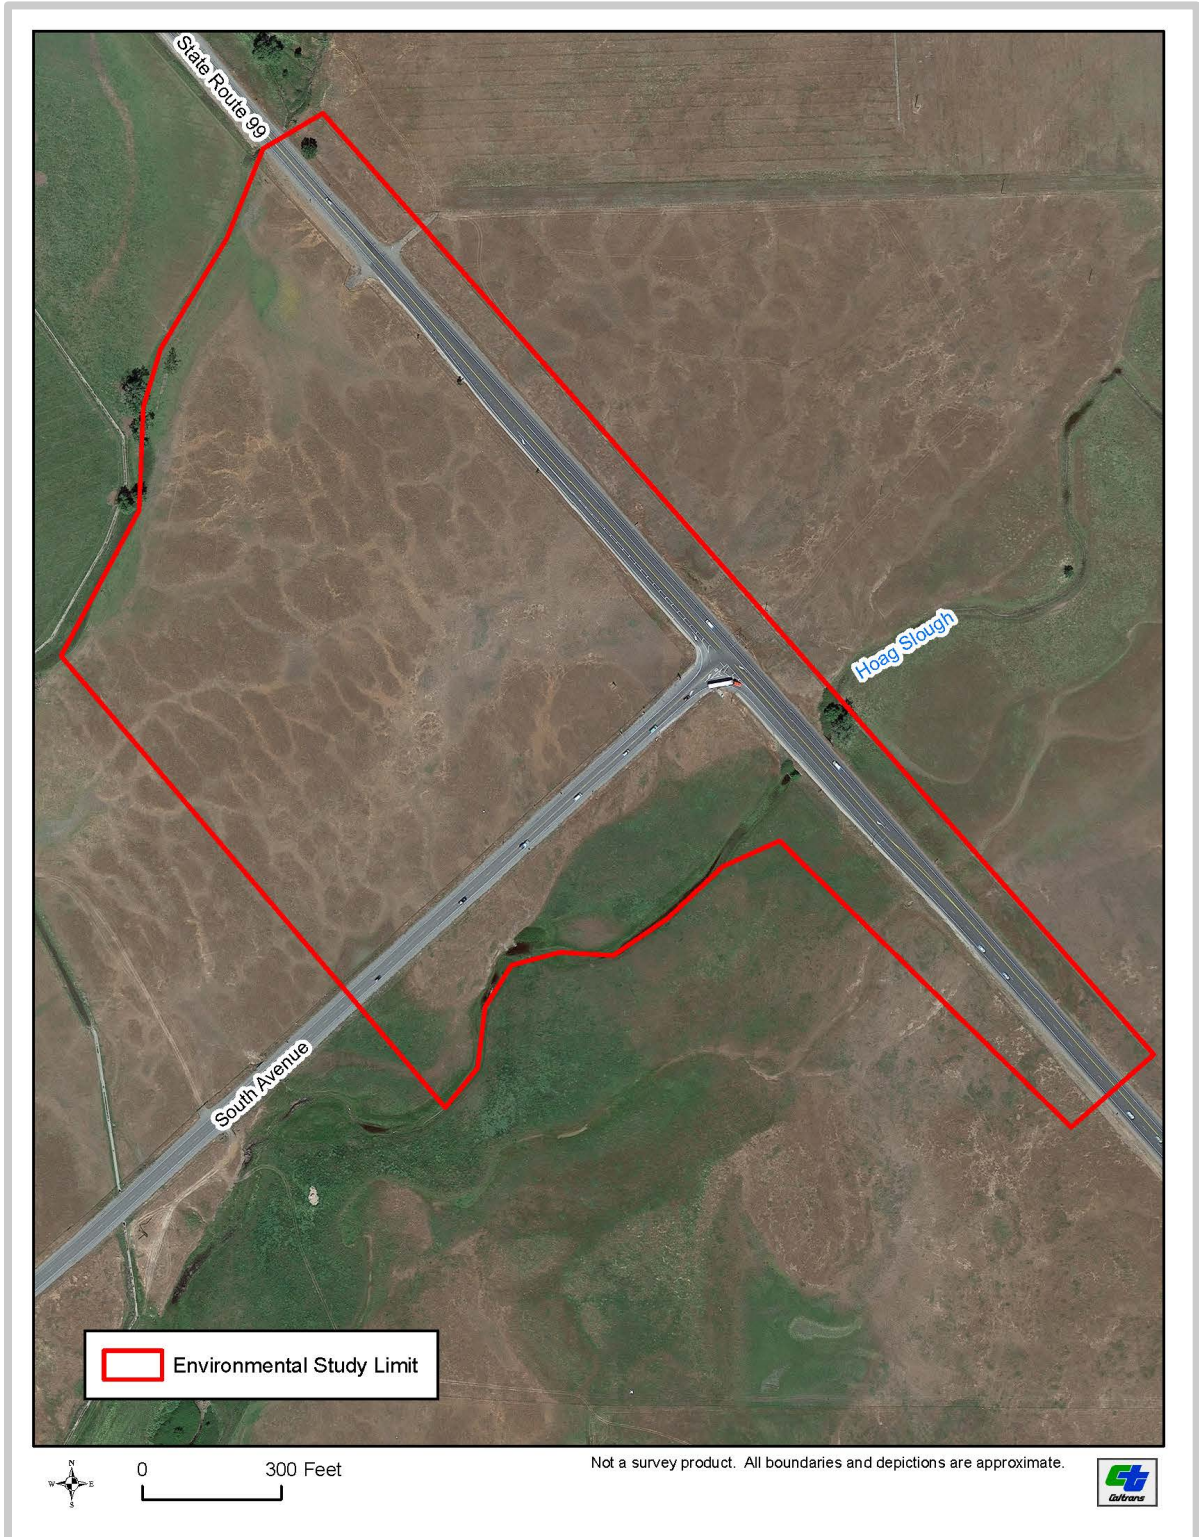 State Route 99
Hoag Slough
South Avenue
Environmental Study Limit
N
W E
S
0 300 Feet
Not a survey product. All boundaries and depictions are approximate.
CT
Caltrans